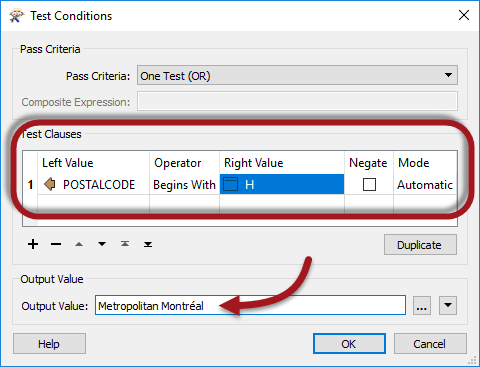 Test Conditions
Pass Criteria
Pass Criteria: One Test (OR)
Composite Expression:
Test Clauses
Left Value Operator Right Value Negate Mode
1 POSTALCODE Begins With H Automatic
Duplicate
Output Value
Output Value: Metropolitan Montréal ...
Help OK Cancel